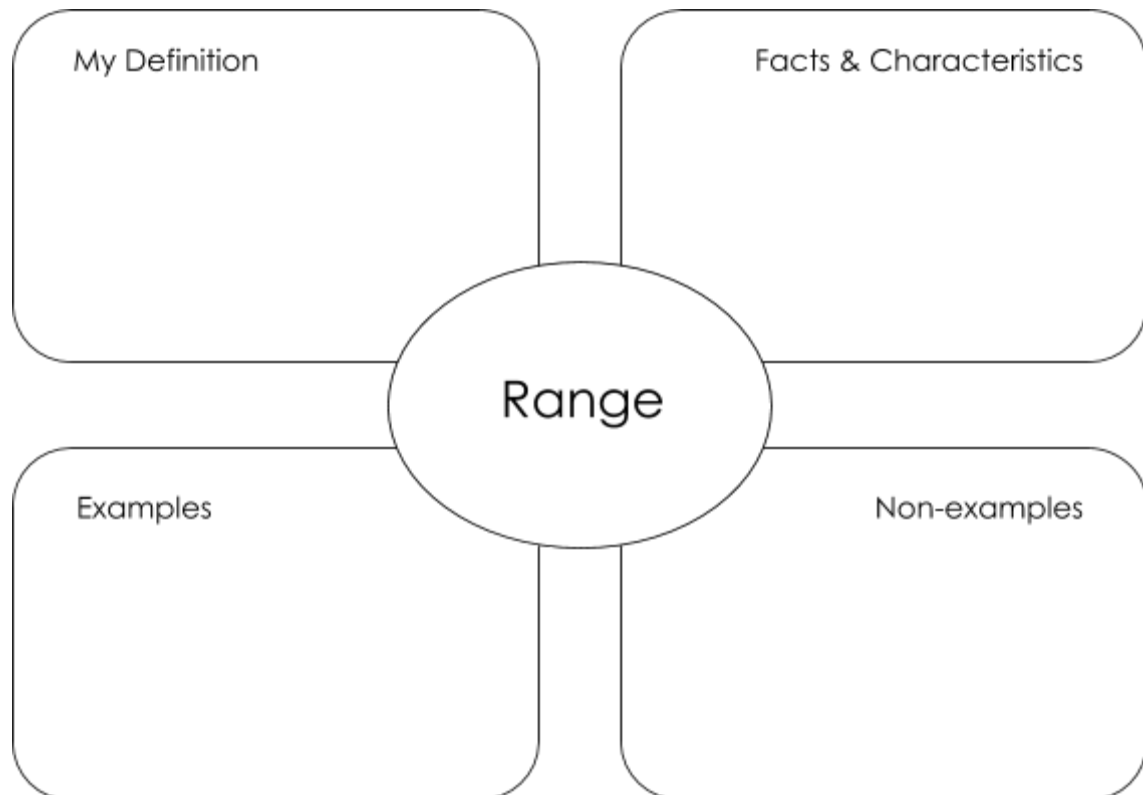 My Definition
Facts & Characteristics
Range
Examples
Non-examples